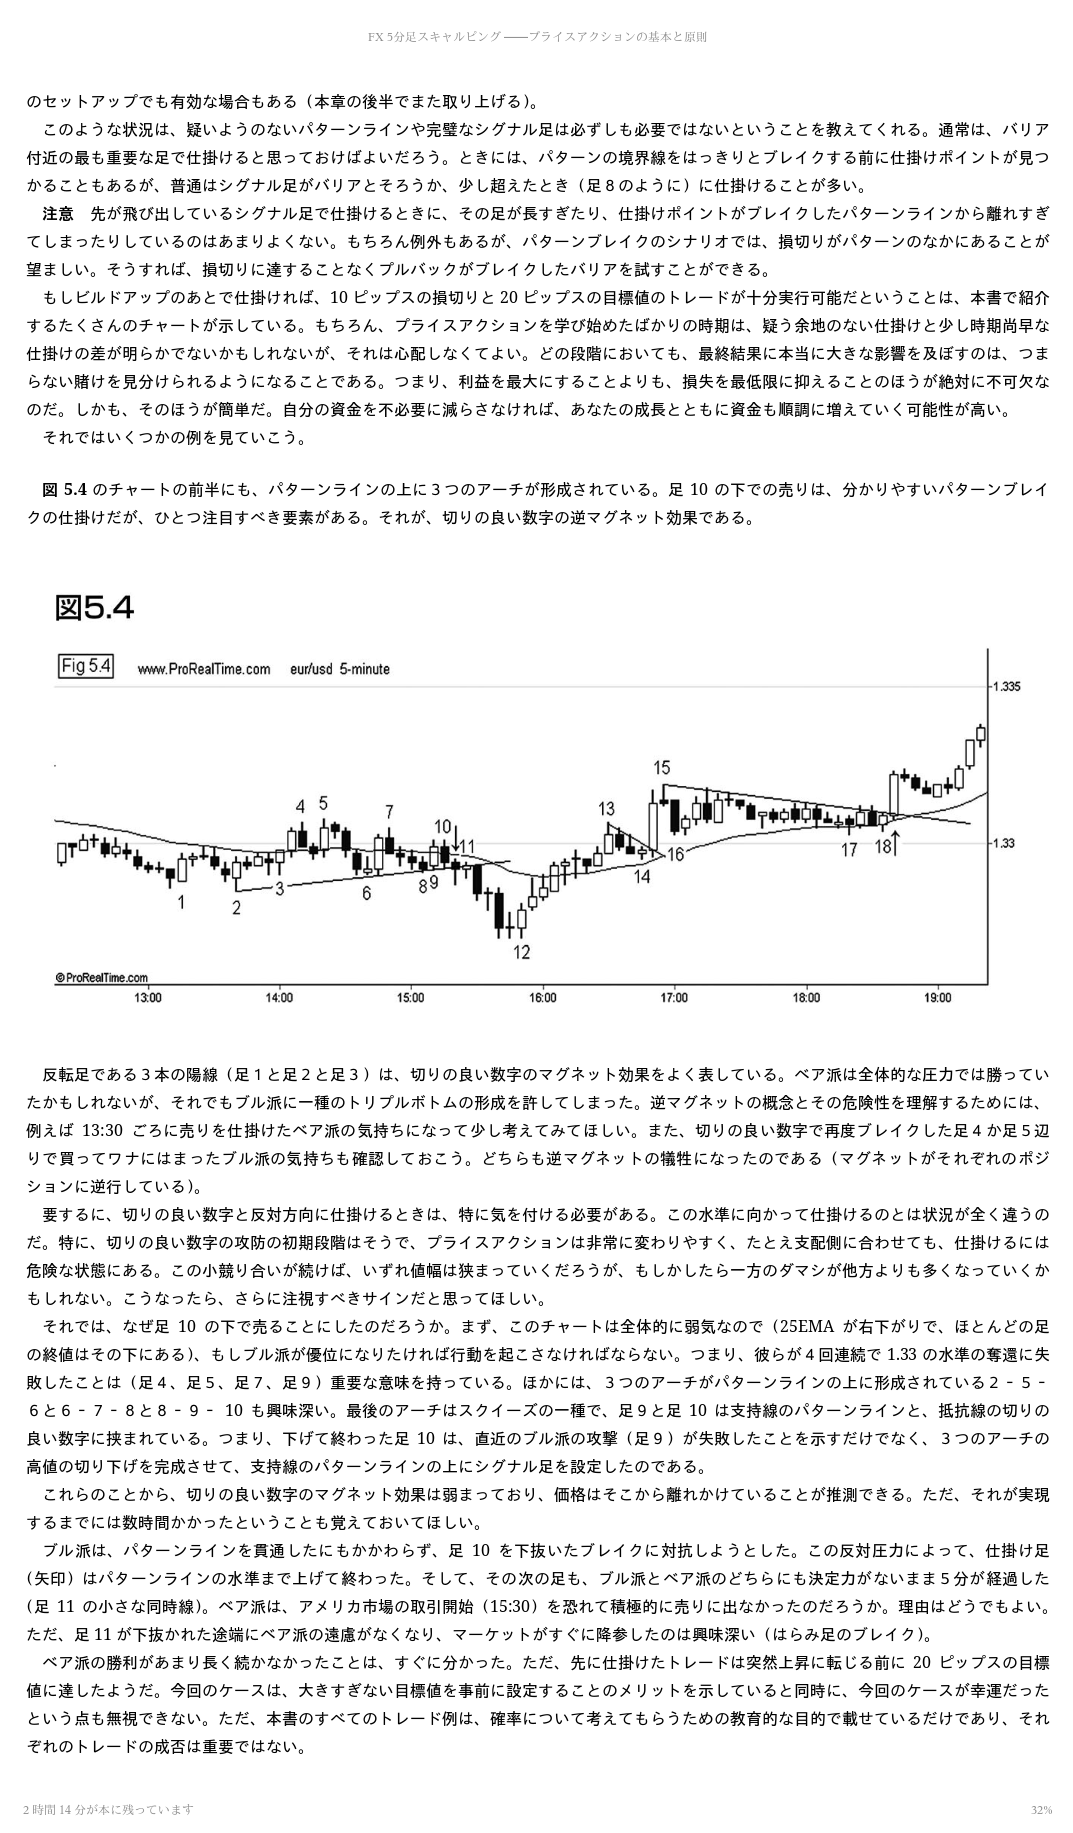 FX 5分足スキャルピング ――プライスアクションの基本と原則
のセットアップでも有効な場合もある（本章の後半でまた取り上げる）。
このような状況は、疑いようのないパターンラインや完璧なシグナル足は必ずしも必要ではないということを教えてくれる。通常は、バリア
付近の最も重要な足で仕掛けると思っておけばよいだろう。ときには、パターンの境界線をはっきりとブレイクする前に仕掛けポイントが見つ
かることもあるが、普通はシグナル足がバリアとそろうか、少し超えたとき（足８のように）に仕掛けることが多い。
注意　先が飛び出しているシグナル足で仕掛けるときに、その足が長すぎたり、仕掛けポイントがブレイクしたパターンラインから離れすぎ
てしまったりしているのはあまりよくない。もちろん例外もあるが、パターンブレイクのシナリオでは、損切りがパターンのなかにあることが
望ましい。そうすれば、損切りに達することなくプルバックがブレイクしたバリアを試すことができる。
もしビルドアップのあとで仕掛ければ、10 ピップスの損切りと 20 ピップスの目標値のトレードが十分実行可能だということは、本書で紹介
するたくさんのチャートが示している。もちろん、プライスアクションを学び始めたばかりの時期は、疑う余地のない仕掛けと少し時期尚早な
仕掛けの差が明らかでないかもしれないが、それは心配しなくてよい。どの段階においても、最終結果に本当に大きな影響を及ぼすのは、つま
らない賭けを見分けられるようになることである。つまり、利益を最大にすることよりも、損失を最低限に抑えることのほうが絶対に不可欠な
のだ。しかも、そのほうが簡単だ。自分の資金を不必要に減らさなければ、あなたの成長とともに資金も順調に増えていく可能性が高い。
それではいくつかの例を見ていこう。
図 5.4 のチャートの前半にも、パターンラインの上に３つのアーチが形成されている。足 10 の下での売りは、分かりやすいパターンブレイ
クの仕掛けだが、ひとつ注目すべき要素がある。それが、切りの良い数字の逆マグネット効果である。
図5.4
Fig 5.4 www.ProRealTime.com eur/usd 5-minute
1.335
15
13
4 5
7
10
11
1.33
16
17 18
14
1
2
3
6
8 9
12
©ProRealTime.com
13:00 14:00 15:00 16:00 17:00 18:00 19:00
反転足である３本の陽線（足１と足２と足３）は、切りの良い数字のマグネット効果をよく表している。ベア派は全体的な圧力では勝ってい
たかもしれないが、それでもブル派に一種のトリプルボトムの形成を許してしまった。逆マグネットの概念とその危険性を理解するためには、
例えば 13:30 ごろに売りを仕掛けたベア派の気持ちになって少し考えてみてほしい。また、切りの良い数字で再度ブレイクした足４か足５辺
りで買ってワナにはまったブル派の気持ちも確認しておこう。どちらも逆マグネットの犠牲になったのである（マグネットがそれぞれのポジ
ションに逆行している）。
要するに、切りの良い数字と反対方向に仕掛けるときは、特に気を付ける必要がある。この水準に向かって仕掛けるのとは状況が全く違うの
だ。特に、切りの良い数字の攻防の初期段階はそうで、プライスアクションは非常に変わりやすく、たとえ支配側に合わせても、仕掛けるには
危険な状態にある。この小競り合いが続けば、いずれ値幅は狭まっていくだろうが、もしかしたら一方のダマシが他方よりも多くなっていくか
もしれない。こうなったら、さらに注視すべきサインだと思ってほしい。
それでは、なぜ足 10 の下で売ることにしたのだろうか。まず、このチャートは全体的に弱気なので（25EMA が右下がりで、ほとんどの足
の終値はその下にある）、もしブル派が優位になりたければ行動を起こさなければならない。つまり、彼らが４回連続で 1.33 の水準の奪還に失
敗したことは（足４、足５、足７、足９）重要な意味を持っている。ほかには、３つのアーチがパターンラインの上に形成されている２‐５‐
６と６‐７‐８と８‐９‐ 10 も興味深い。最後のアーチはスクイーズの一種で、足９と足 10 は支持線のパターンラインと、抵抗線の切りの
良い数字に挟まれている。つまり、下げて終わった足 10 は、直近のブル派の攻撃（足９）が失敗したことを示すだけでなく、３つのアーチの
高値の切り下げを完成させて、支持線のパターンラインの上にシグナル足を設定したのである。
これらのことから、切りの良い数字のマグネット効果は弱まっており、価格はそこから離れかけていることが推測できる。ただ、それが実現
するまでには数時間かかったということも覚えておいてほしい。
ブル派は、パターンラインを貫通したにもかかわらず、足 10 を下抜いたブレイクに対抗しようとした。この反対圧力によって、仕掛け足
（矢印）はパターンラインの水準まで上げて終わった。そして、その次の足も、ブル派とベア派のどちらにも決定力がないまま５分が経過した
（足 11 の小さな同時線）。ベア派は、アメリカ市場の取引開始（15:30）を恐れて積極的に売りに出なかったのだろうか。理由はどうでもよい。
ただ、足 11 が下抜かれた途端にベア派の遠慮がなくなり、マーケットがすぐに降参したのは興味深い（はらみ足のブレイク）。
ベア派の勝利があまり長く続かなかったことは、すぐに分かった。ただ、先に仕掛けたトレードは突然上昇に転じる前に 20 ピップスの目標
値に達したようだ。今回のケースは、大きすぎない目標値を事前に設定することのメリットを示していると同時に、今回のケースが幸運だった
という点も無視できない。ただ、本書のすべてのトレード例は、確率について考えてもらうための教育的な目的で載せているだけであり、それ
ぞれのトレードの成否は重要ではない。
2 時間 14 分が本に残っています
32%